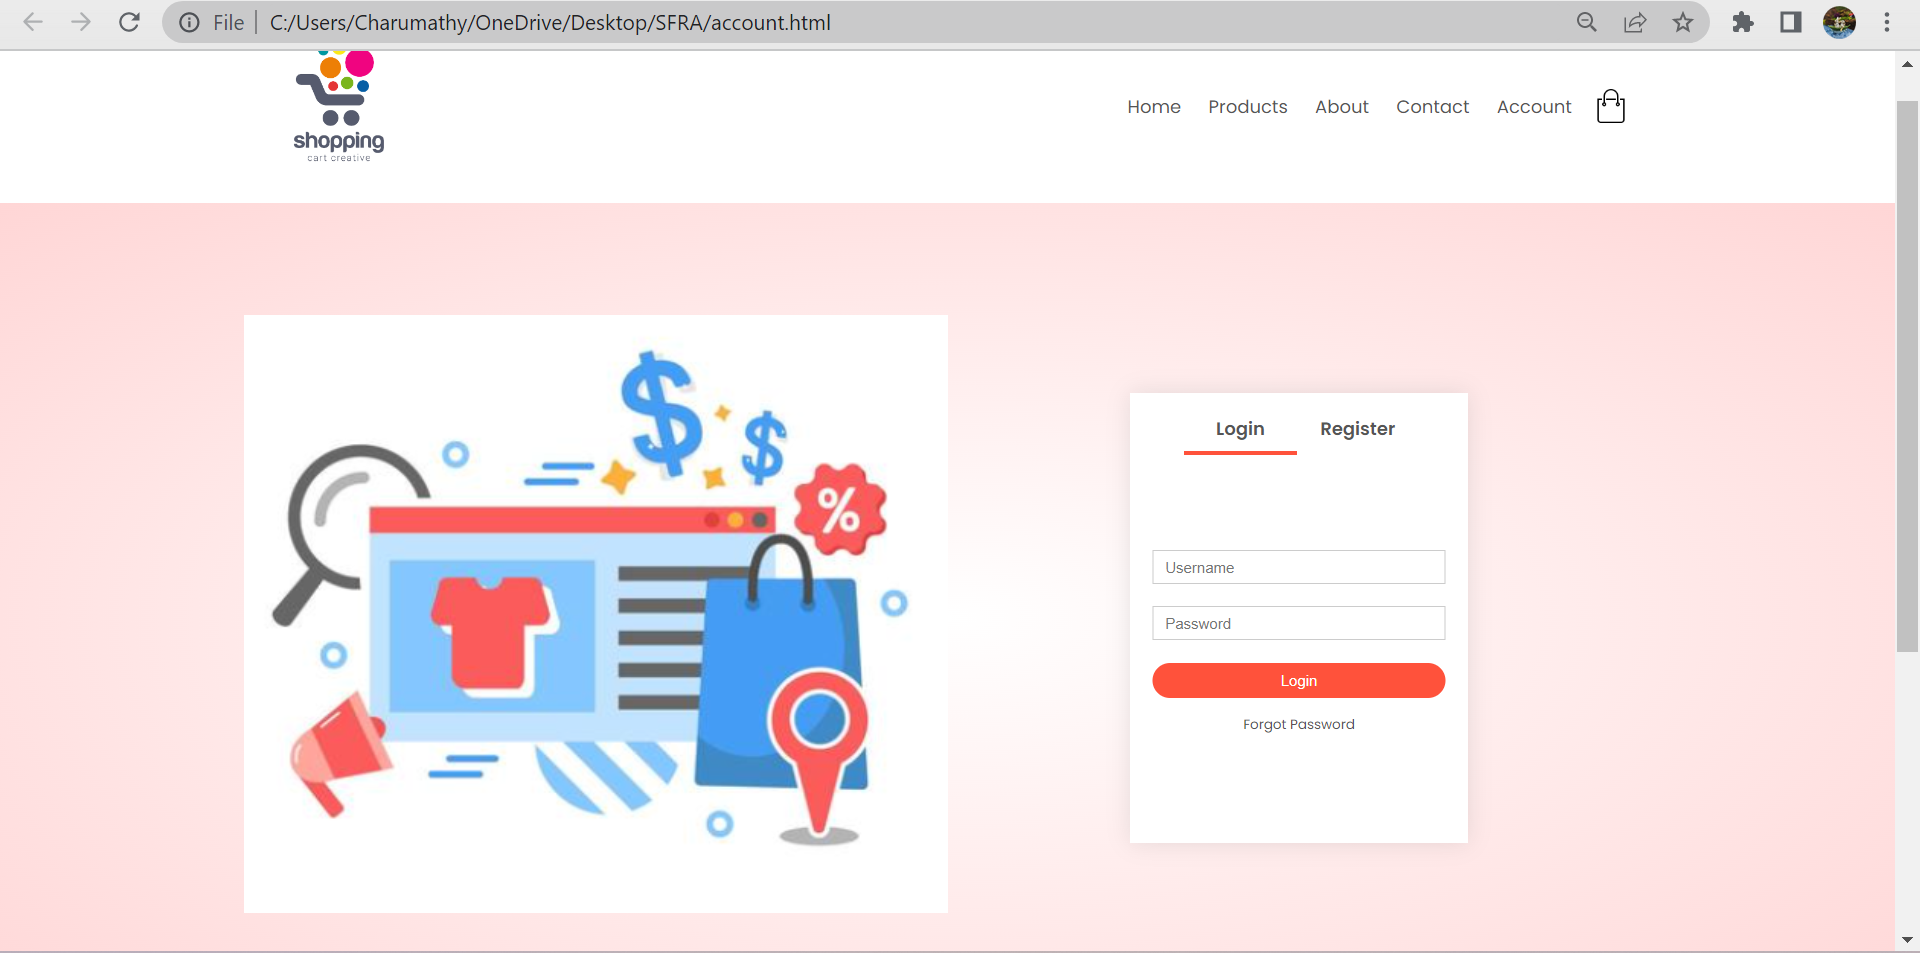 File C:/Users/Charumathy/OneDrive/Desktop/SFRA/account.html
shopping
cart creative
Home Products About Contact Account
$
$
%
Login Register
Username
Password
Login
Forgot Password